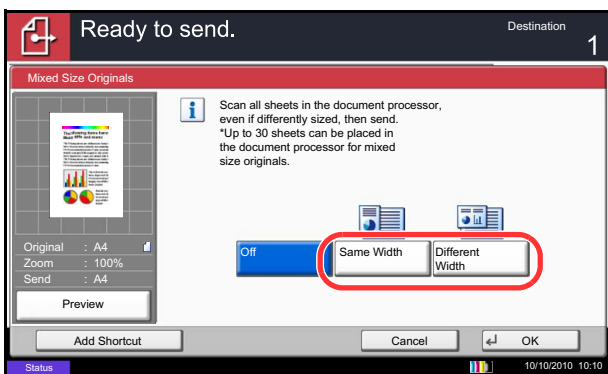 Ready to send.
Destination
1
Mixed Size Originals
Scan all sheets in the document processor,
even if differently sized, then send.
*Up to 30 sheets can be placed in
the document processor for mixed
size originals.
Original : A4
Zoom : 100%
Send : A4
Preview
Off
Same Width
Different
Width
Add Shortcut
Cancel
OK
Status
10/10/2010 10:10